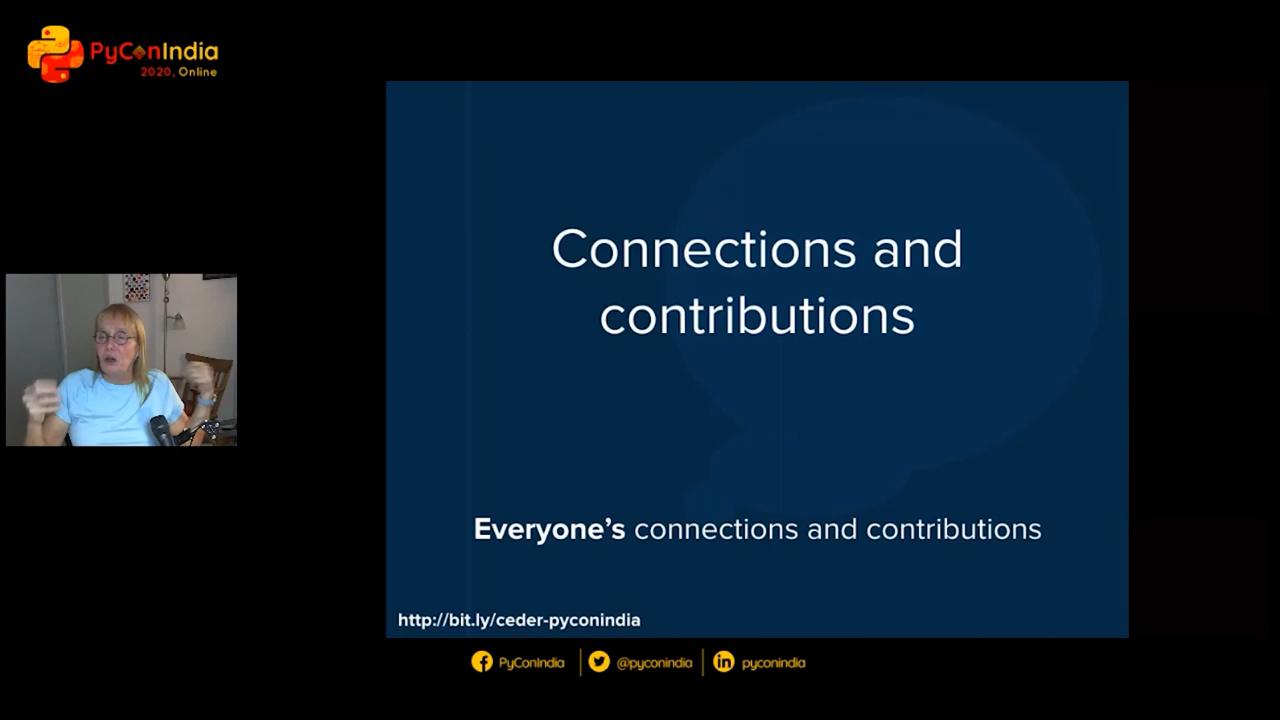 PyConIndia
2020, Online
Connections and
contributions
Everyone’s connections and contributions
http://bit.ly/ceder-pyconindia
PyConIndia
@pyconindia
pyconindia